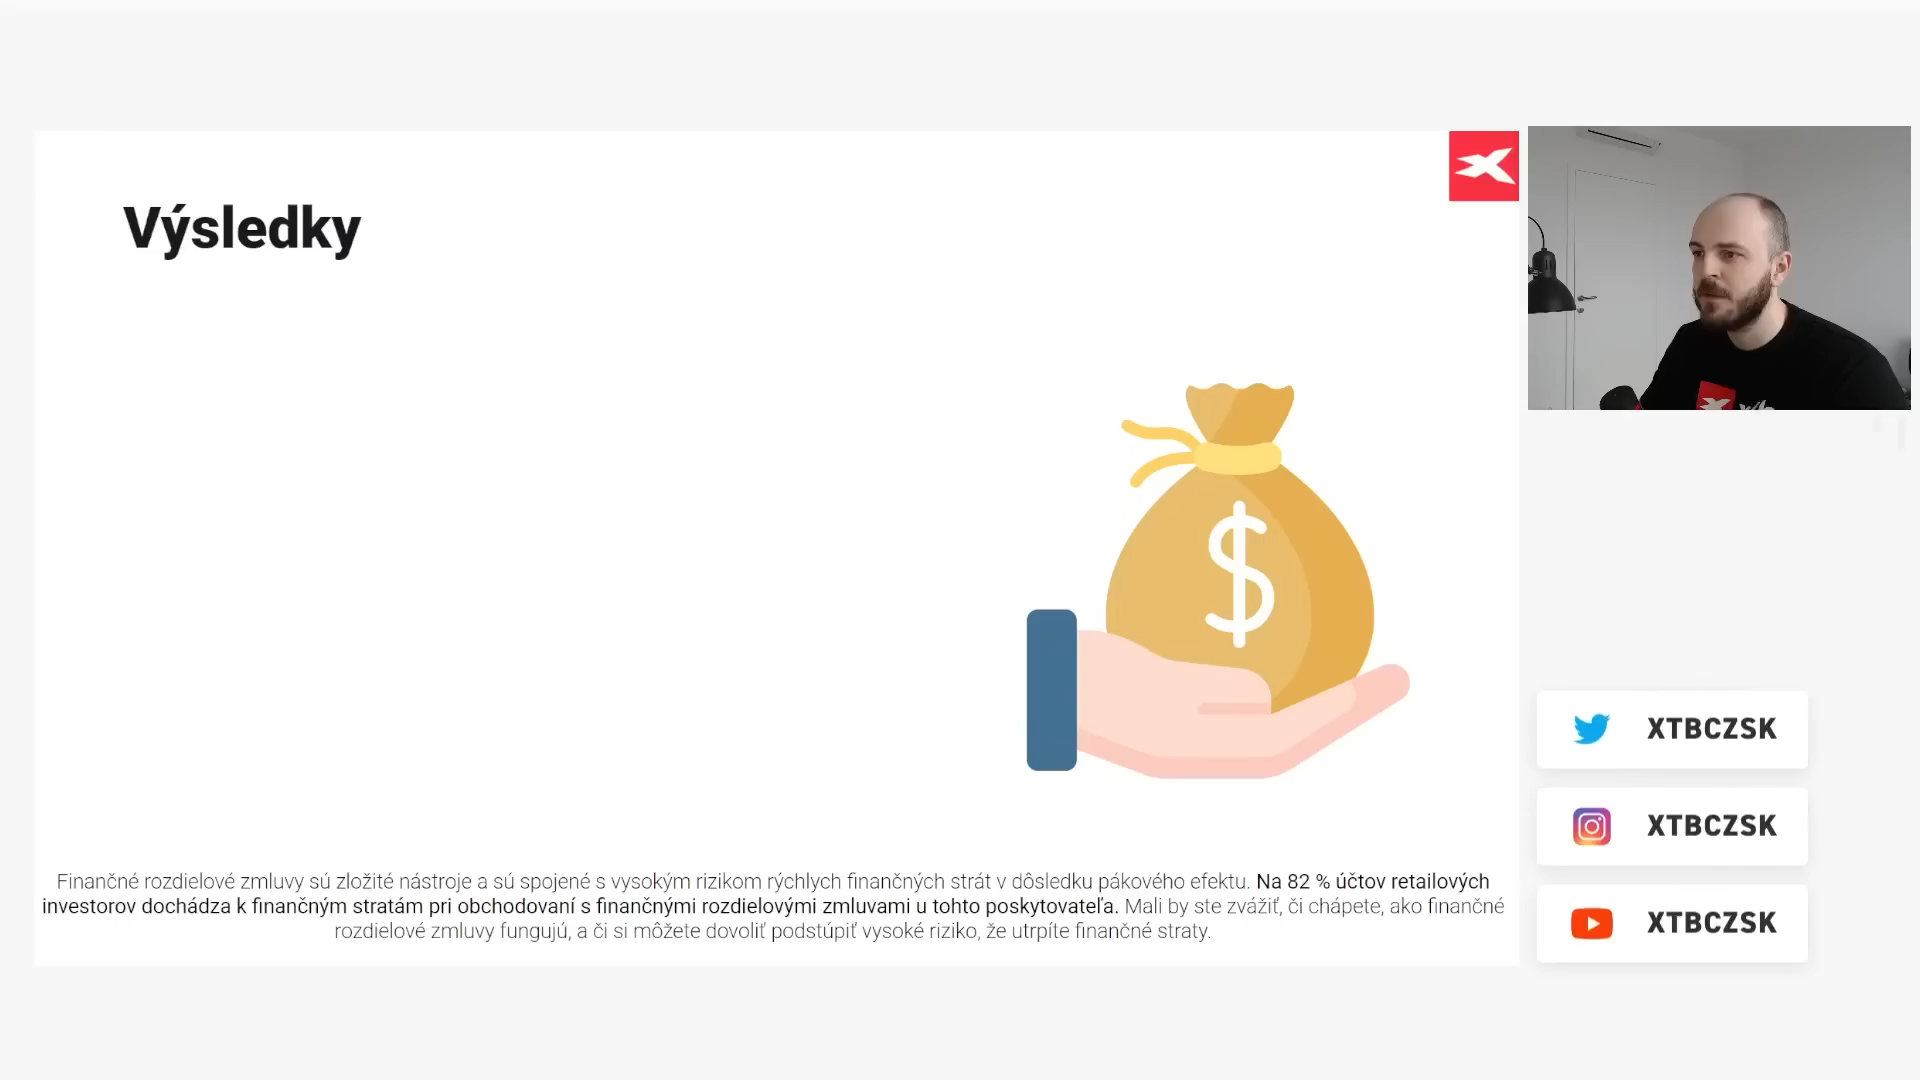 Výsledky
$
Finančné rozdielové zmluvy sú zložité nástroje a sú spojené s vysokým rizikom rýchlych finančných strát v dôsledku pákového efektu. Na 82 % účtov retailových
investorov dochádza k finančným stratám pri obchodovaní s finančnými rozdielovými zmluvami u tohto poskytovateľa. Mali by ste zvážiť, či chápete, ako finančné
rozdielové zmluvy fungujú, a či si môžete dovoliť podstúpiť vysoké riziko, že utrpíte finančné straty.
XTBCZSK
XTBCZSK
XTBCZSK